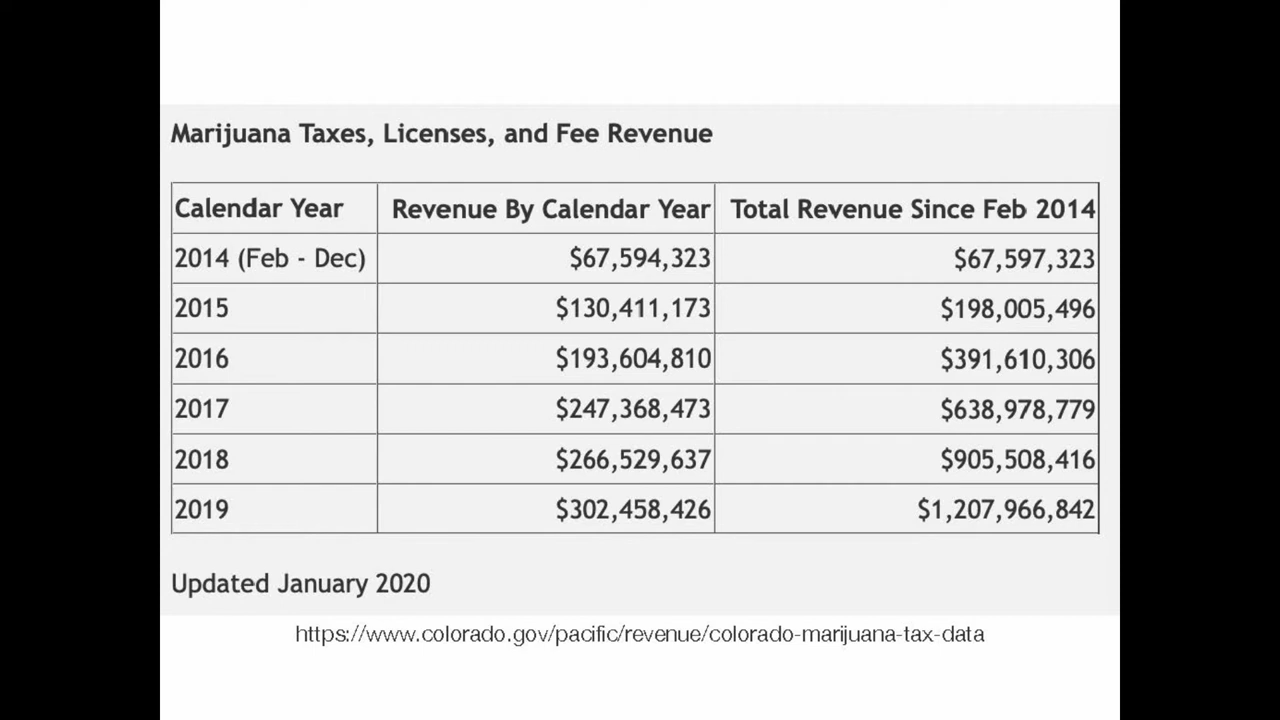 Marijuana Taxes, Licenses, and Fee Revenue
Calendar Year Revenue By Calendar Year Total Revenue Since Feb 2014
2014 (Feb - Dec) $67,594,323 $67,597,323
2015 $130,411,173 $198,005,496
2016 $193,604,810 $391,610,306
2017 $247,368,473 $638,978,779
2018 $266,529,637 $905,508,416
2019 $302,458,426 $1,207,966,842
Updated January 2020
https://www.colorado.gov/pacific/revenue/colorado-marijuana-tax-data